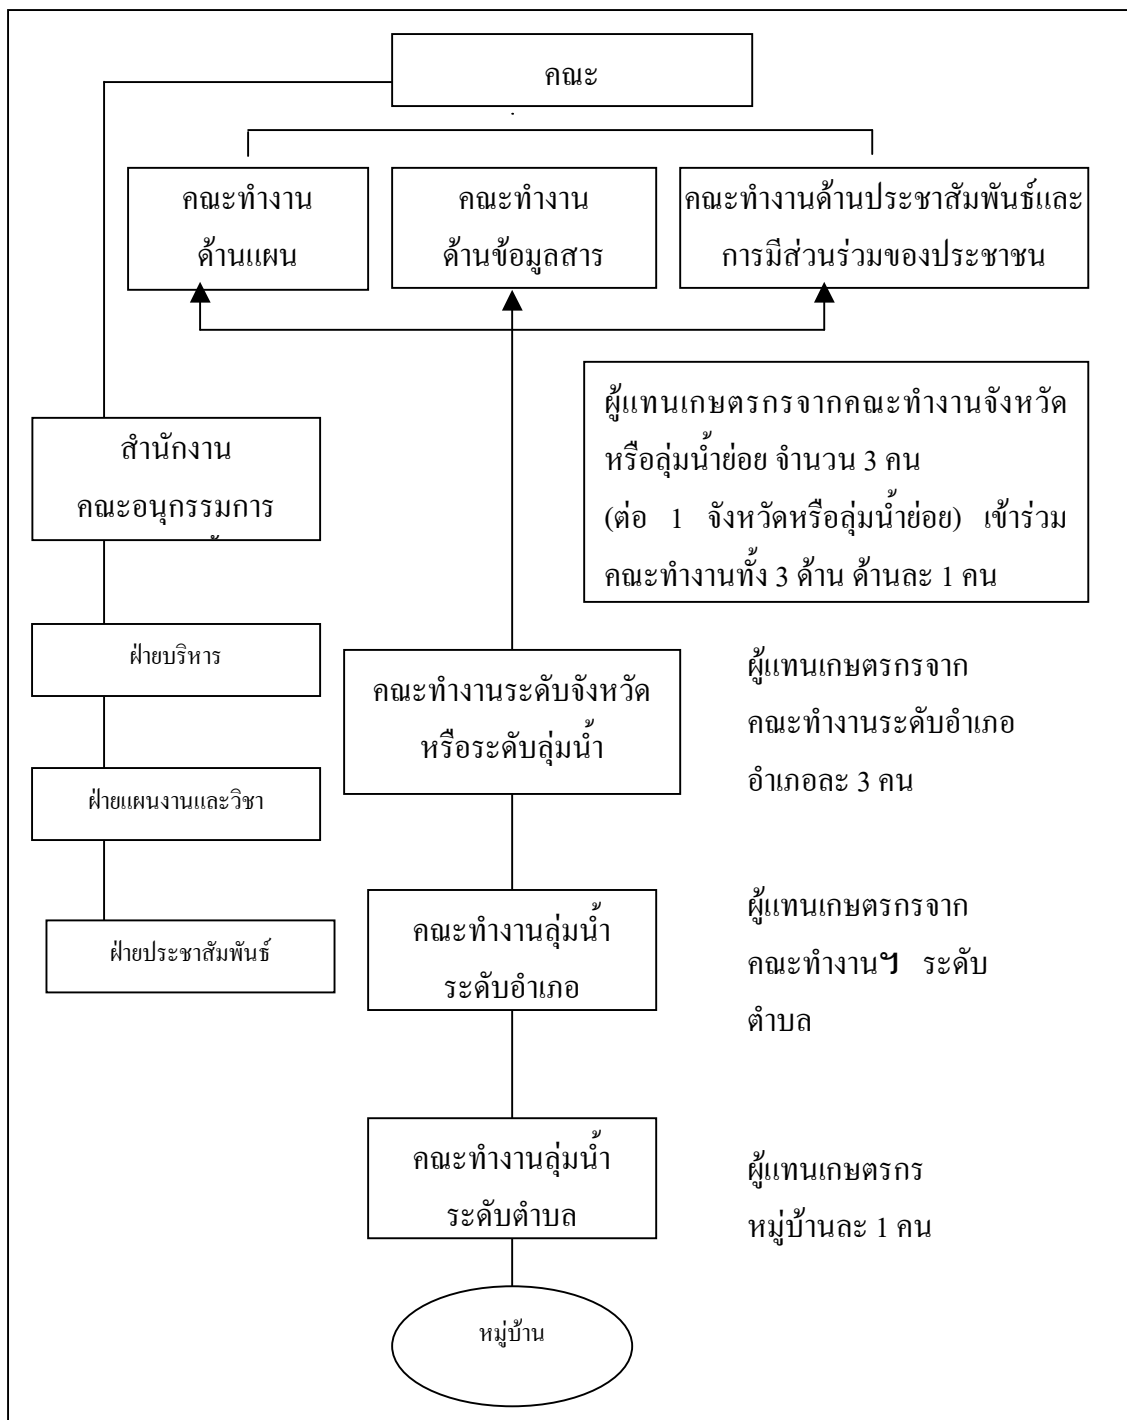 คณะ
คณะทำงาน
ด้านแผน
คณะทำงาน
ด้านข้อมูลสาร
คณะทำงานด้านประชาสัมพันธ์และ
การมีส่วนร่วมของประชาชน
ผู้แทนเกษตรกรจากคณะทำงานจังหวัด
หรือลุ่มน้ำย่อย จำนวน 3 คน
(ต่อ 1 จังหวัดหรือลุ่มน้ำย่อย) เข้าร่วม
คณะทำงานทั้ง 3 ด้าน ด้านละ 1 คน
สำนักงาน
คณะอนุกรรมการ
ฝ่ายบริหาร
คณะทำงานระดับจังหวัด
หรือระดับลุ่มน้ำ
ผู้แทนเกษตรกรจาก
คณะทำงานระดับอำเภอ
อำเภอละ 3 คน
ฝ่ายแผนงานและวิชา
ฝ่ายประชาสัมพันธ์
คณะทำงานลุ่มน้ำ
ระดับอำเภอ
ผู้แทนเกษตรกรจาก
คณะทำงานฯ ระดับ
ตำบล
คณะทำงานลุ่มน้ำ
ระดับตำบล
ผู้แทนเกษตรกร
หมู่บ้านละ 1 คน
หมู่บ้าน